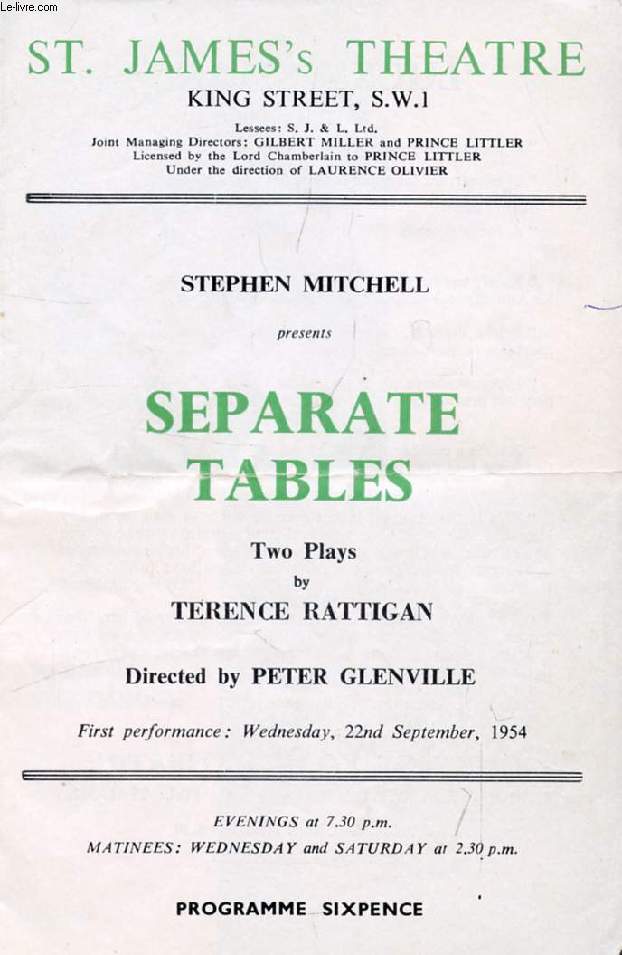 Le-livre.com
ST. JAMES's THEATRE
KING STREET, S.W.1
Lessees: S. J. & L. Ltd.
Joint Managing Directors: GILBERT MILLER and PRINCE LITTLER
Licensed by the Lord Chamberlain to PRINCE LITTLER
Under the direction of LAURENCE OLIVIER
STEPHEN MITCHELL
presents
SEPARATE
TABLES
Two Plays
by
TERENCE RATTIGAN
Directed by PETER GLENVILLE
First performance: Wednesday, 22nd September, 1954
EVENINGS at 7.30 p.m.
MATINEES: WEDNESDAY and SATURDAY at 2.30 p.m.
PROGRAMME SIXPENCE